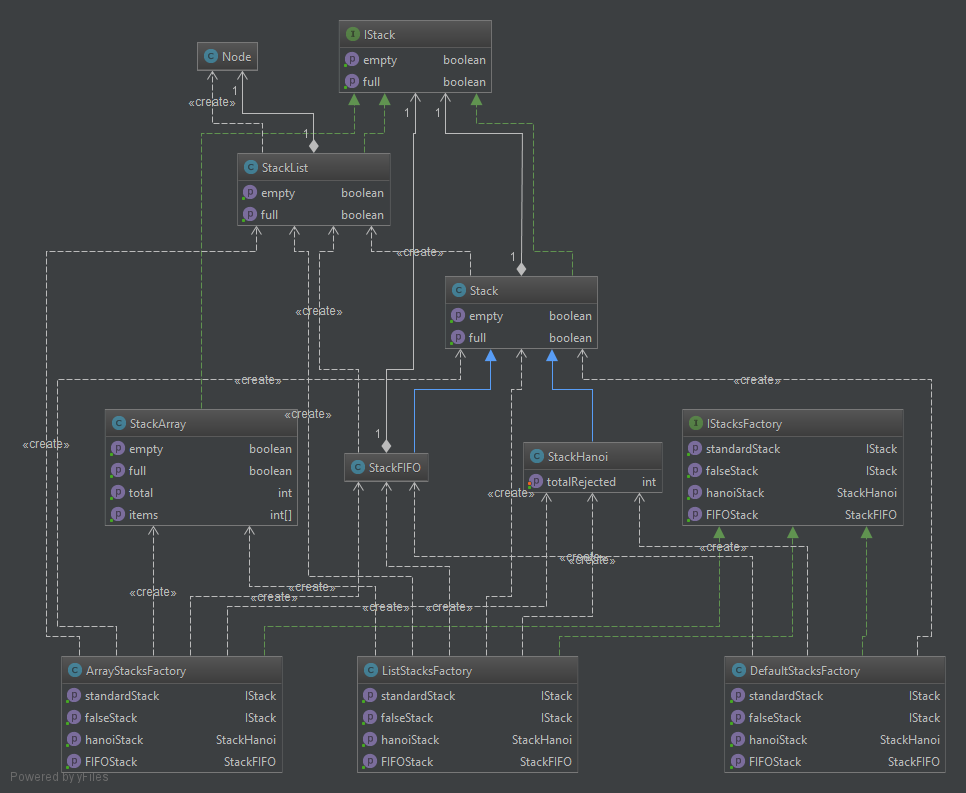 IStack
empty boolean
full boolean
Node
«create»
1
1
1
1
StackList
empty boolean
full boolean
«create»
1
Stack
empty boolean
full boolean
«create»
«create»
«create»
1
«create»
«create»
StackArray
empty boolean
full boolean
total int
items int[]
StackFIFO
StackHanoi
totalRejected int
IStacksFactory
standardStack IStack
falseStack IStack
hanoiStack StackHanoi
FIFOStack StackFIFO
«create»
«create»
«create»
«create»
«create»
«create»
«create»
«create»
«create»
ArrayStacksFactory
standardStack IStack
falseStack IStack
hanoiStack StackHanoi
FIFOStack StackFIFO
ListStacksFactory
standardStack IStack
falseStack IStack
hanoiStack StackHanoi
FIFOStack StackFIFO
DefaultStacksFactory
standardStack IStack
falseStack IStack
hanoiStack StackHanoi
FIFOStack StackFIFO
Powered by yFiles